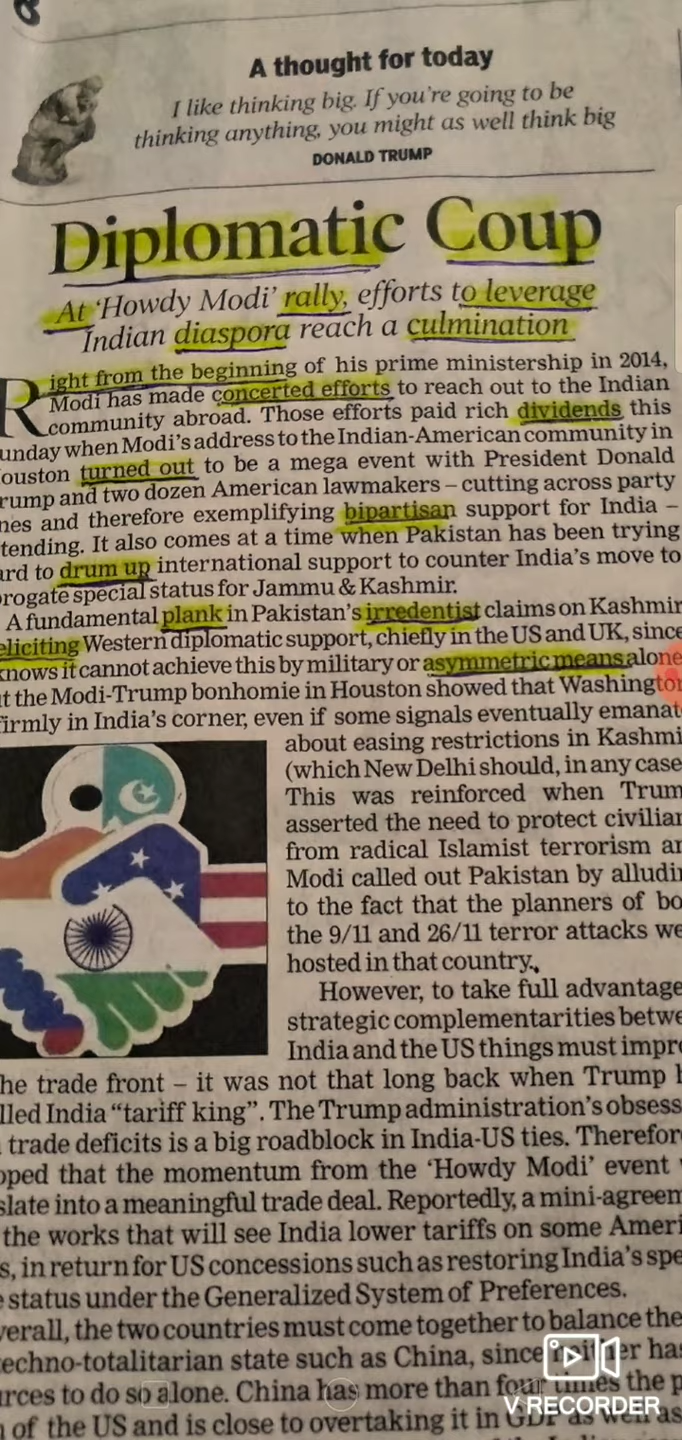 A thought for today
I like thinking big. If you're going to be
thinking anything, you might as well think big
DONALD TRUMP
Diplomatic Coup
At 'Howdy Modi' rally, efforts to leverage
Indian diaspora reach a culmination
Right from the beginning of his prime ministership in 2014,
Modi has made concerted efforts to reach out to the Indian
community abroad. Those efforts paid rich dividends this
unday when Modi's address to the Indian-American community in
ouston turned out to be a mega event with President Donald
rump and two dozen American lawmakers – cutting across party
nes and therefore exemplifying bipartisan support for India –
tending. It also comes at a time when Pakistan has been trying
ard to drum up international support to counter India's move to
brogate special status for Jammu & Kashmir.
A fundamental plank in Pakistan's irredentist claims on Kashmir
eliciting Western diplomatic support, chiefly in the US and UK, since
knows it cannot achieve this by military or asymmetric means alone
t the Modi-Trump bonhomie in Houston showed that Washington
firmly in India's corner, even if some signals eventually emanat
about easing restrictions in Kashmi
(which New Delhi should, in any case
This was reinforced when Trum
asserted the need to protect civilian
from radical Islamist terrorism an
Modi called out Pakistan by alludin
to the fact that the planners of bo
the 9/11 and 26/11 terror attacks we
hosted in that country.
However, to take full advantage
strategic complementarities betwe
India and the US things must impro
he trade front – it was not that long back when Trump h
lled India "tariff king". The Trump administration's obsess
trade deficits is a big roadblock in India-US ties. Therefor
oped that the momentum from the 'Howdy Modi' event
slate into a meaningful trade deal. Reportedly, a mini-agreem
the works that will see India lower tariffs on some Ameri
s, in return for US concessions such as restoring India's spe
e status under the Generalized System of Preferences.
verall, the two countries must come together to balance the
echno-totalitarian state such as China, since neither has
urces to do so alone. China has more than four times the p
n of the US and is close to overtaking it in GDP as well as
V RECORDER